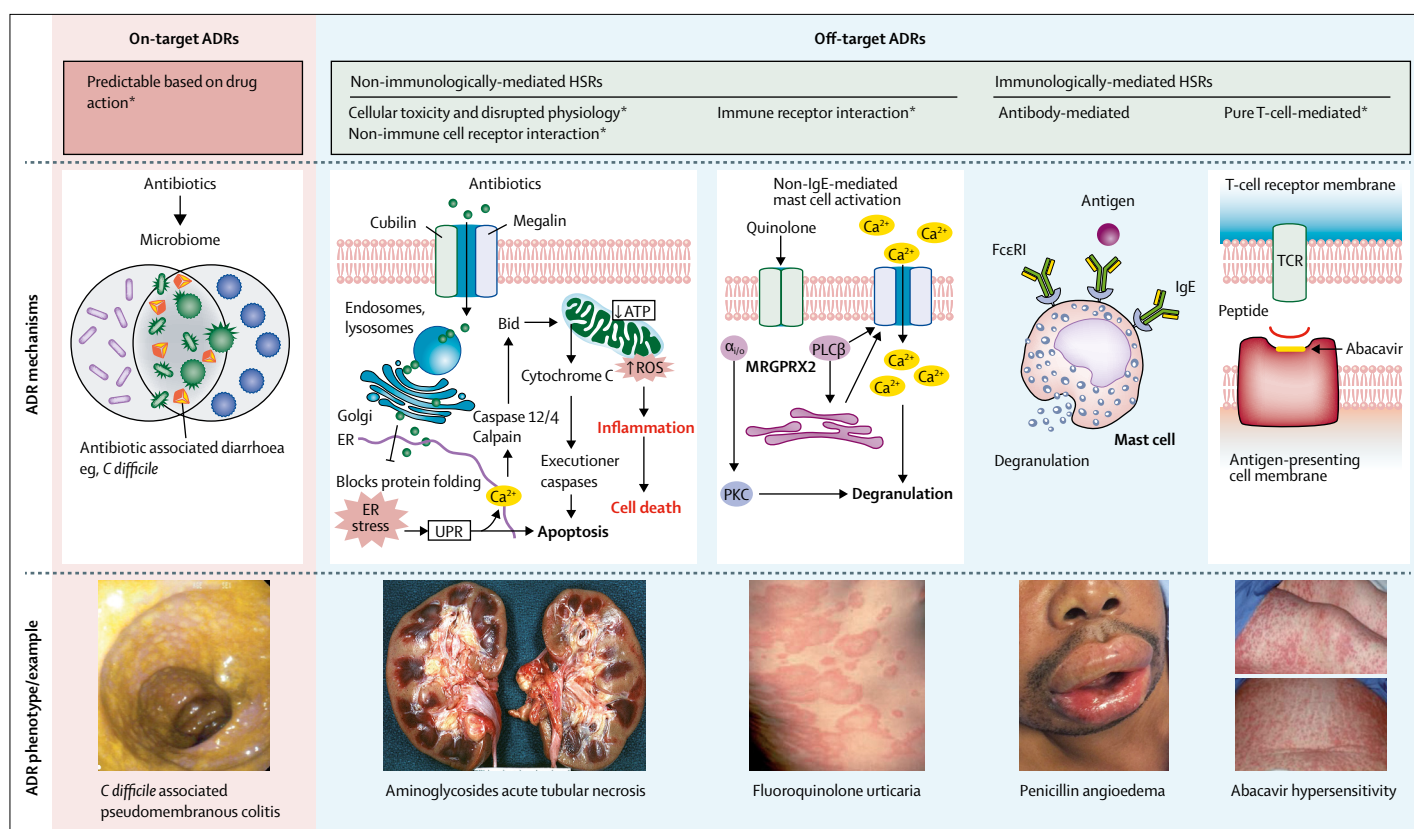 On-target ADRs
Off-target ADRs
Predictable based on drug
action*
Non-immunologically-mediated HSRs
Cellular toxicity and disrupted physiology*
Non-immune cell receptor interaction*
Immune receptor interaction*
Immunologically-mediated HSRs
Antibody-mediated
Pure T-cell-mediated*
ADR mechanisms
Antibiotics
Microbiome
Antibiotic associated diarrhoea
eg, C difficile
Antibiotics
Cubilin
Megalin
Endosomes,
lysosomes
Bid
↓ATP
↑ROS
Cytochrome C
Golgi
ER
Caspase 12/4
Calpain
Inflammation
Executioner
caspases
Blocks protein folding
Ca2+
Cell death
ER
stress
UPR
Apoptosis
Non-IgE-mediated
mast cell activation
Quinolone
Ca2+
Ca2+
Ca2+
αi/o
PLCβ
MRGPRX2
Ca2+
Ca2+
Ca2+
PKC
Degranulation
Antigen
FcεRI
IgE
Mast cell
Degranulation
T-cell receptor membrane
TCR
Peptide
Abacavir
Antigen-presenting
cell membrane
ADR phenotype/example
C difficile associated
pseudomembranous colitis
Aminoglycosides acute tubular necrosis
Fluoroquinolone urticaria
Penicillin angioedema
Abacavir hypersensitivity